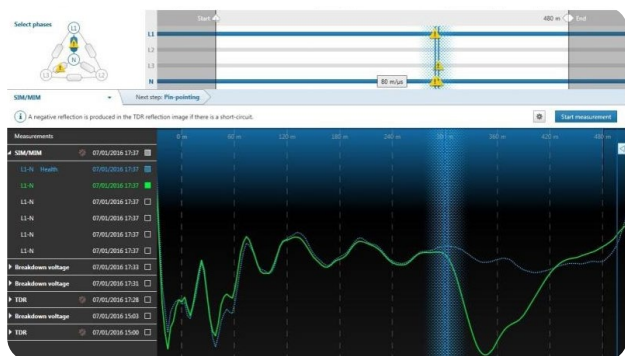 Select phases
L1
N
L3
L2
Start
480 m
End
L1
L2
L3
N
80 m/µs
SIM/MIM
Next step: Pin-pointing
i
A negative reflection is produced in the TDR reflection image if there is a short-circuit.
Start measurement
Measurements
SIM/MIM 07/01/2016 17:37
L1-N Health 07/01/2016 17:37
L1-N 07/01/2016 17:37
L1-N 07/01/2016 17:37
L1-N 07/01/2016 17:37
L1-N 07/01/2016 17:37
L1-N 07/01/2016 17:37
Breakdown voltage 07/01/2016 17:33
Breakdown voltage 07/01/2016 17:31
TDR 07/01/2016 17:28
Breakdown voltage 07/01/2016 15:03
TDR 07/01/2016 15:00
0 m 60 m 120 m 180 m 240 m 300 m 360 m 420 m 480 m